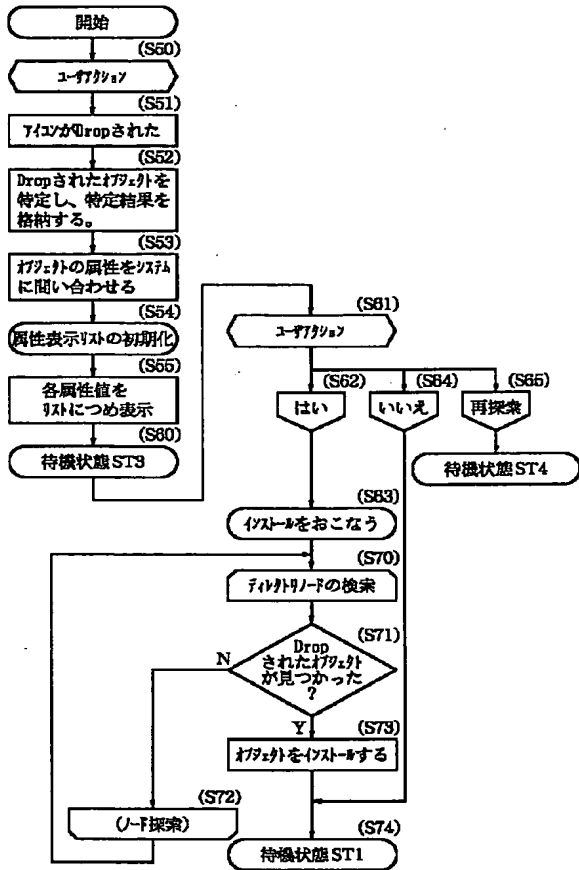 開始
(S50)
ユーザアクション
(S51)
アイコンがDropされた
(S52)
Dropされたオブジェクトを
特定し、特定結果を
格納する。
(S53)
オブジェクトの属性をシステム
に問い合わせる
(S54)
属性表示リストの初期化
(S55)
各属性値を
リストにつめ表示
(S60)
待機状態ST3
(S61)
ユーザアクション
(S62)
はい
(S64)
いいえ
(S65)
再探索
待機状態ST4
(S63)
インストールをおこなう
(S70)
ディレクトリノードの検索
(S71)
Drop
されたオブジェクト
が見つかった
?
N
Y
(S73)
オブジェクトをインストールする
(S72)
(ノード探索)
(S74)
待機状態ST1